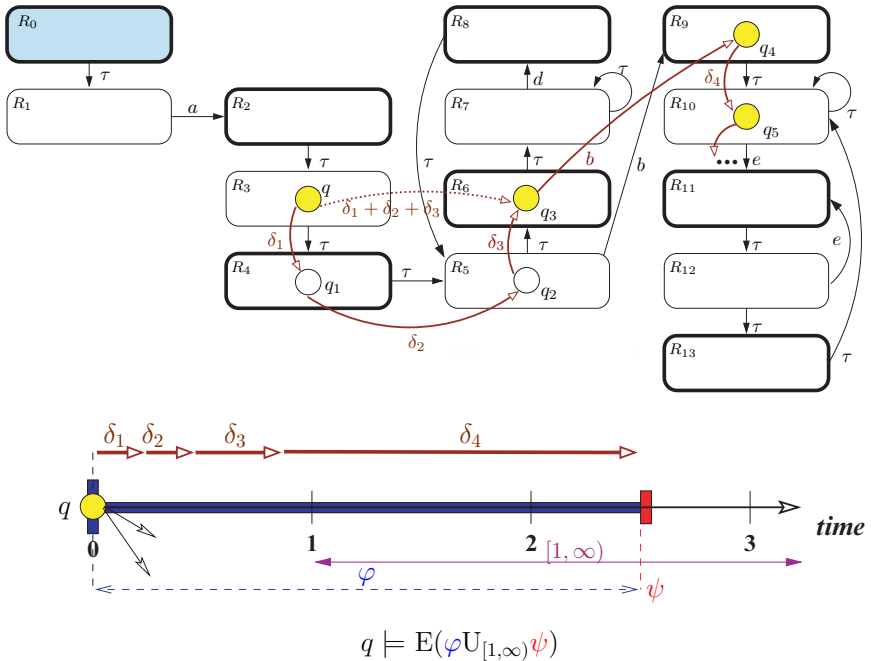 R₀
τ
R₁
a
R₂
τ
R₃
q
δ₁ + δ₂ + δ₃
δ₁
τ
R₄
q₁
τ
δ₂
R₈
d
R₇
τ
τ
τ
R₆
q₃
b
δ₃
τ
R₅
q₂
b
R₉
q₄
δ₄
τ
R₁₀
q₅
τ
•••
e
R₁₁
τ
e
R₁₂
τ
R₁₃
τ
δ₁ δ₂ δ₃ δ₄
q
0 1 2 3 time
[1, ∞)
φ
ψ
q ⊨ E(φU[1,∞)ψ)